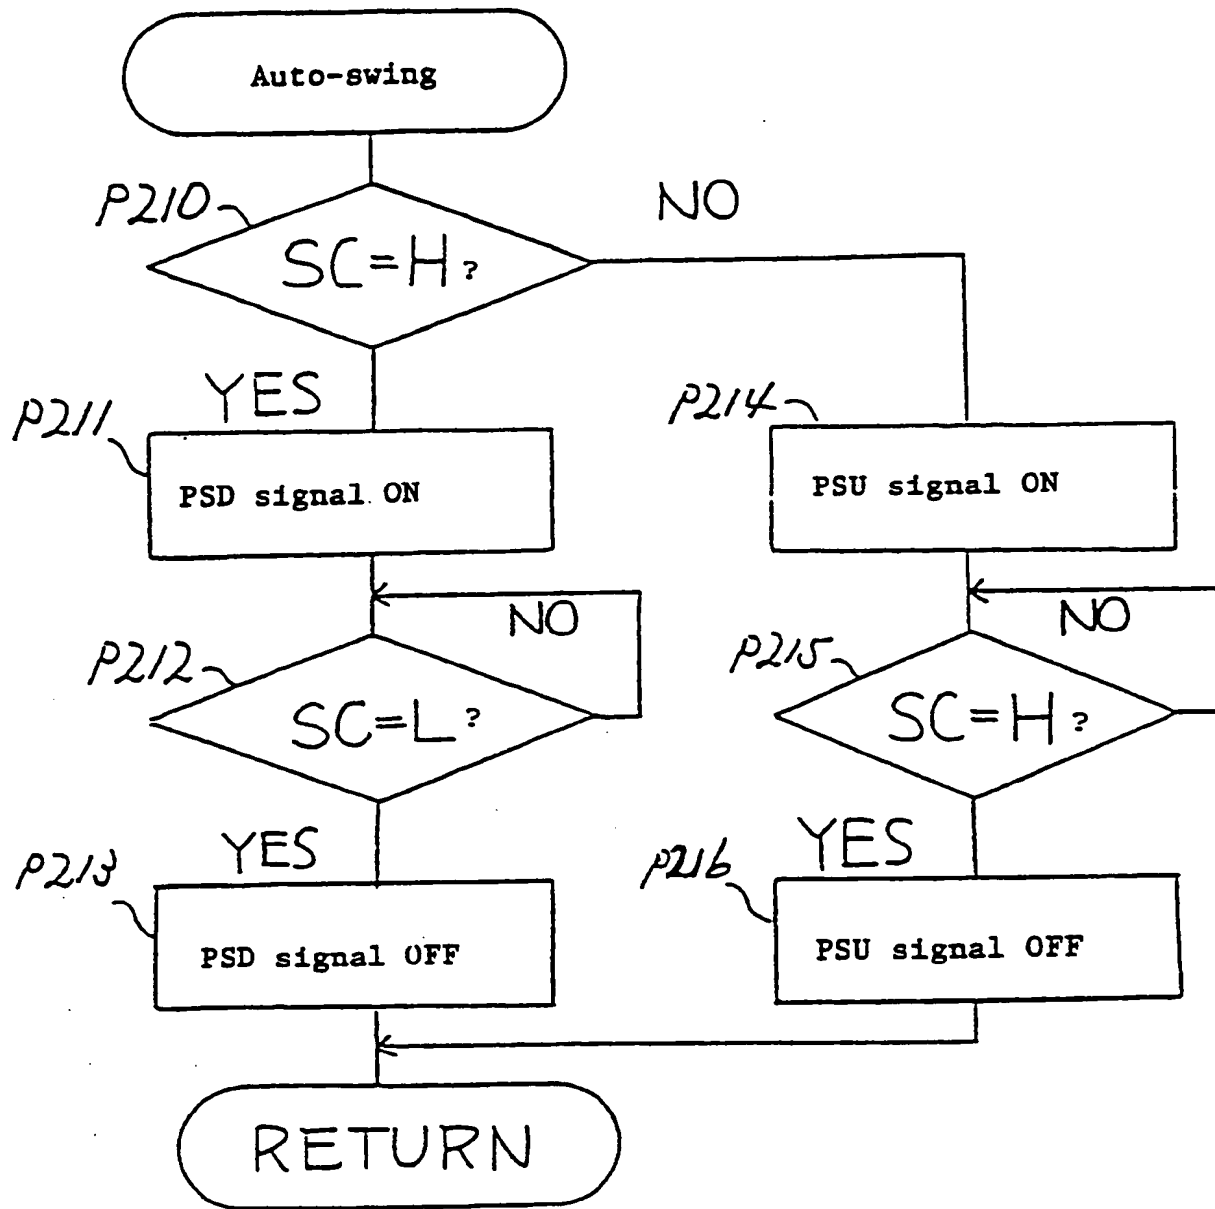 Auto-swing
P210
NO
SC=H?
YES
P211
P214
PSD signal ON
PSU signal ON
NO
NO
P212
P215
SC=L?
SC=H?
YES
YES
P213
P216
PSD signal OFF
PSU signal OFF
RETURN